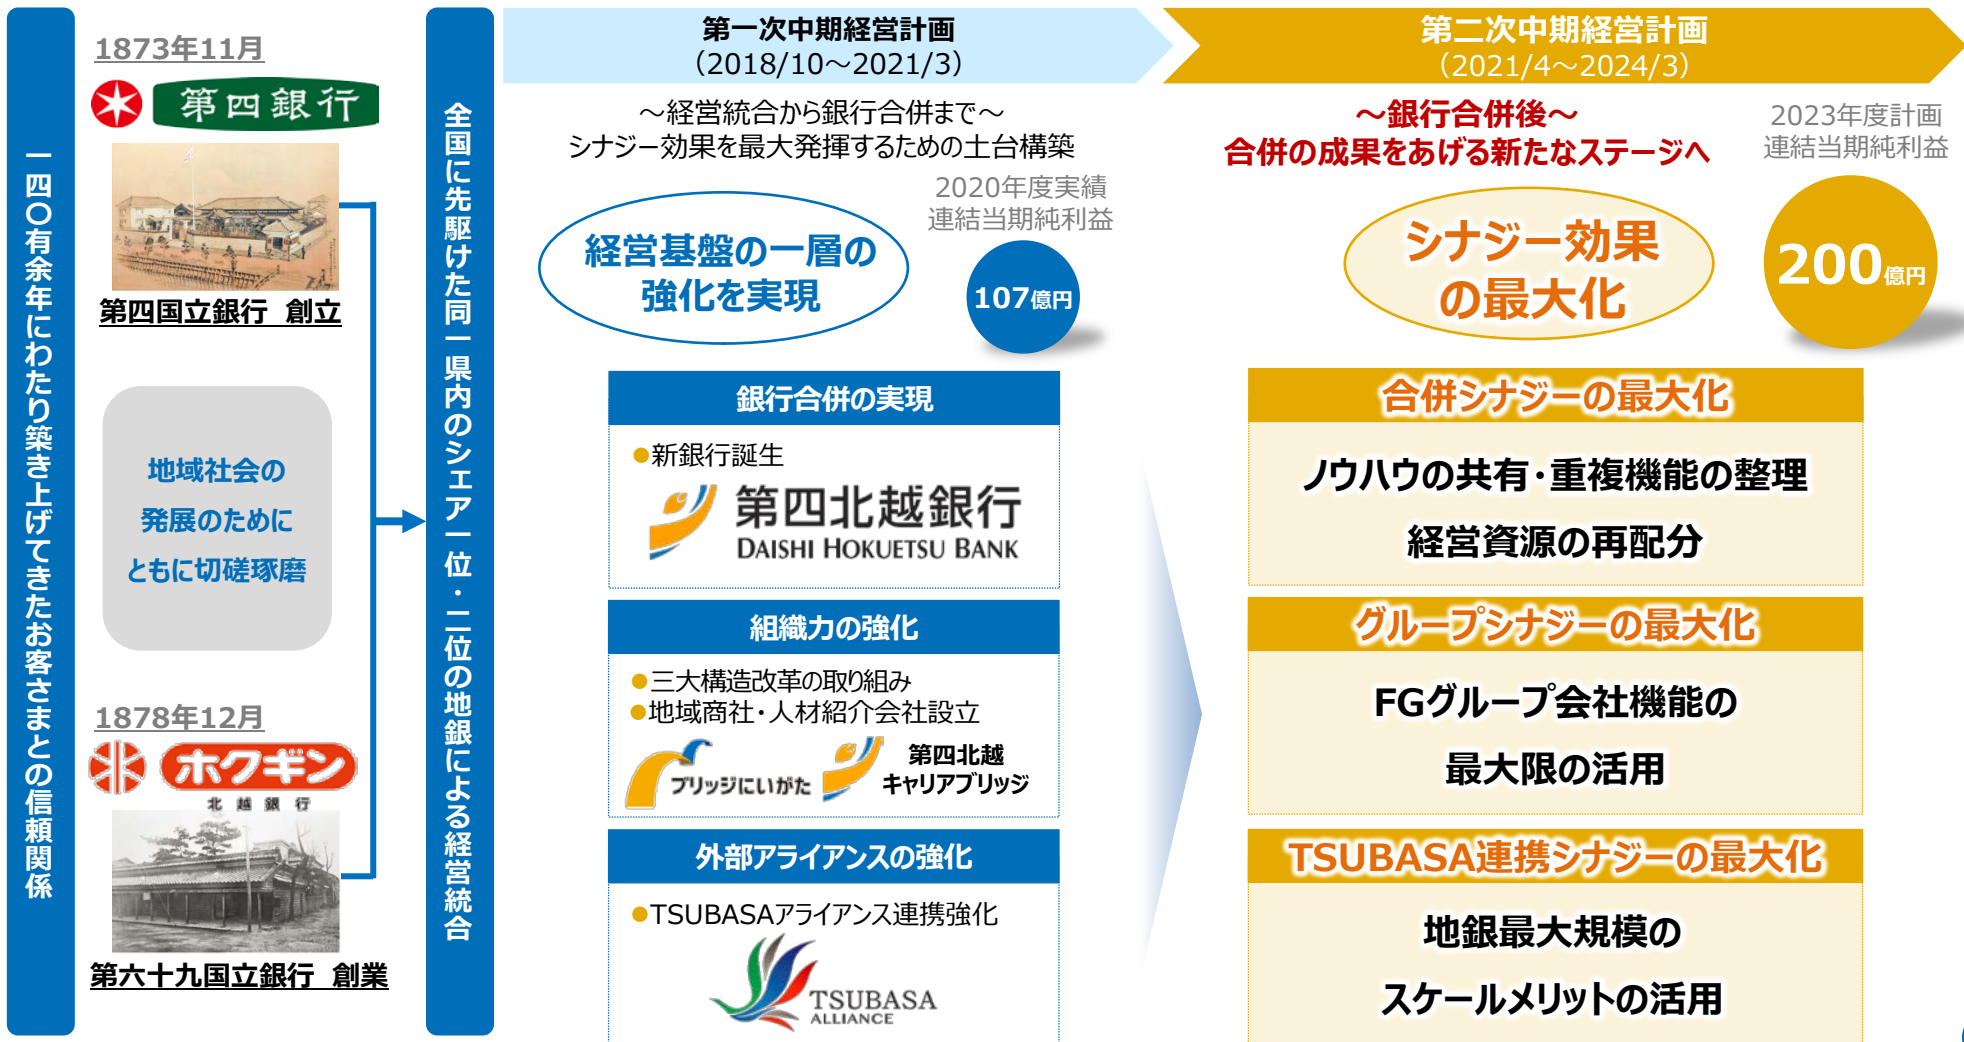 一四〇有余年にわたり築き上げてきたお客さまとの信頼関係
1873年11月
第四銀行
第四国立銀行 創立
地域社会の
発展のために
ともに切磋琢磨
1878年12月
ホクギン
北越銀行
第六十九国立銀行 創業
全国に先駆けた同一県内のシェア一位・二位の地銀による経営統合
第一次中期経営計画
（2018/10～2021/3）
～経営統合から銀行合併まで～
シナジー効果を最大発揮するための土台構築
経営基盤の一層の
強化を実現
2020年度実績
連結当期純利益
107億円
銀行合併の実現
●新銀行誕生
第四北越銀行
DAISHI HOKUETSU BANK
組織力の強化
●三大構造改革の取り組み
●地域商社・人材紹介会社設立
ブリッジにいがた
第四北越
キャリアブリッジ
外部アライアンスの強化
●TSUBASAアライアンス連携強化
TSUBASA
ALLIANCE
第二次中期経営計画
（2021/4～2024/3）
～銀行合併後～
合併の成果をあげる新たなステージへ
2023年度計画
連結当期純利益
シナジー効果
の最大化
200億円
合併シナジーの最大化
ノウハウの共有・重複機能の整理
経営資源の再配分
グループシナジーの最大化
FGグループ会社機能の
最大限の活用
TSUBASA連携シナジーの最大化
地銀最大規模の
スケールメリットの活用